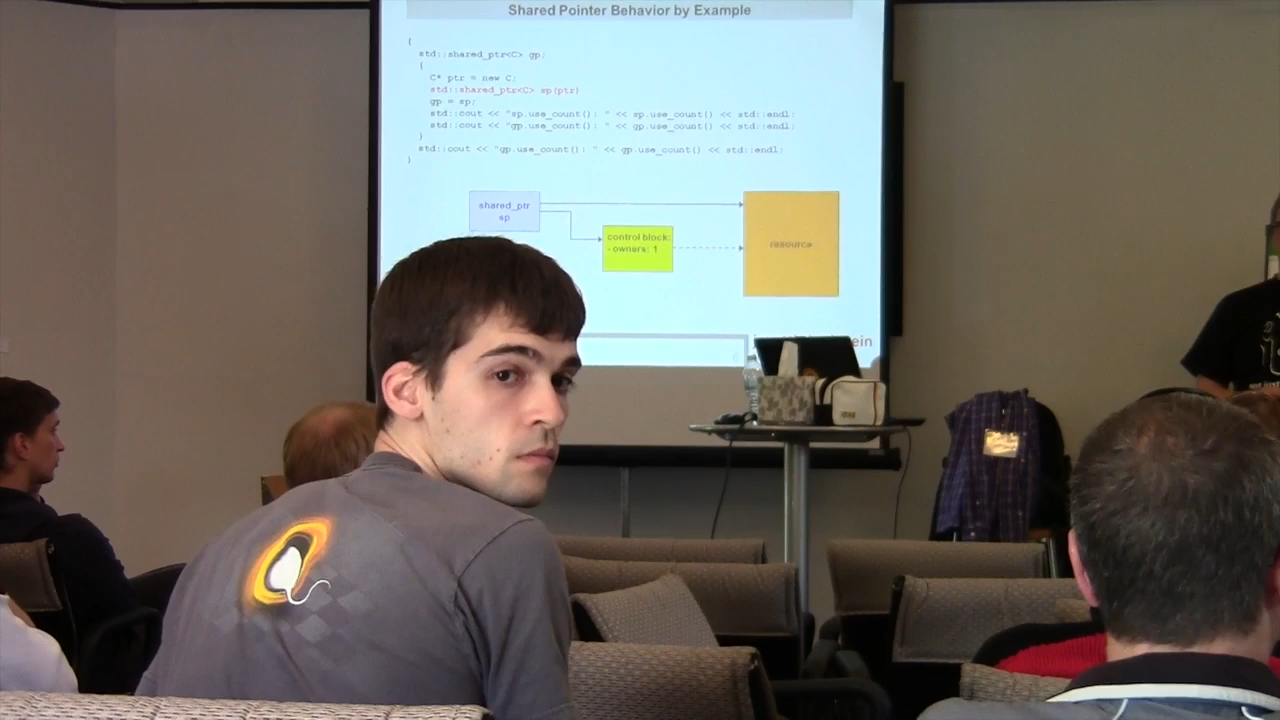 Shared Pointer Behavior by Example
{
std::shared_ptr<C> gp;
{
C* ptr = new C;
std::shared_ptr<C> sp(ptr)
gp = sp;
std::cout << "sp.use_count(): " << sp.use_count() << std::endl;
std::cout << "gp.use_count(): " << gp.use_count() << std::endl;
}
std::cout << "gp.use_count(): " << gp.use_count() << std::endl;
}
shared_ptr
sp
control block:
- owners: 1
resource